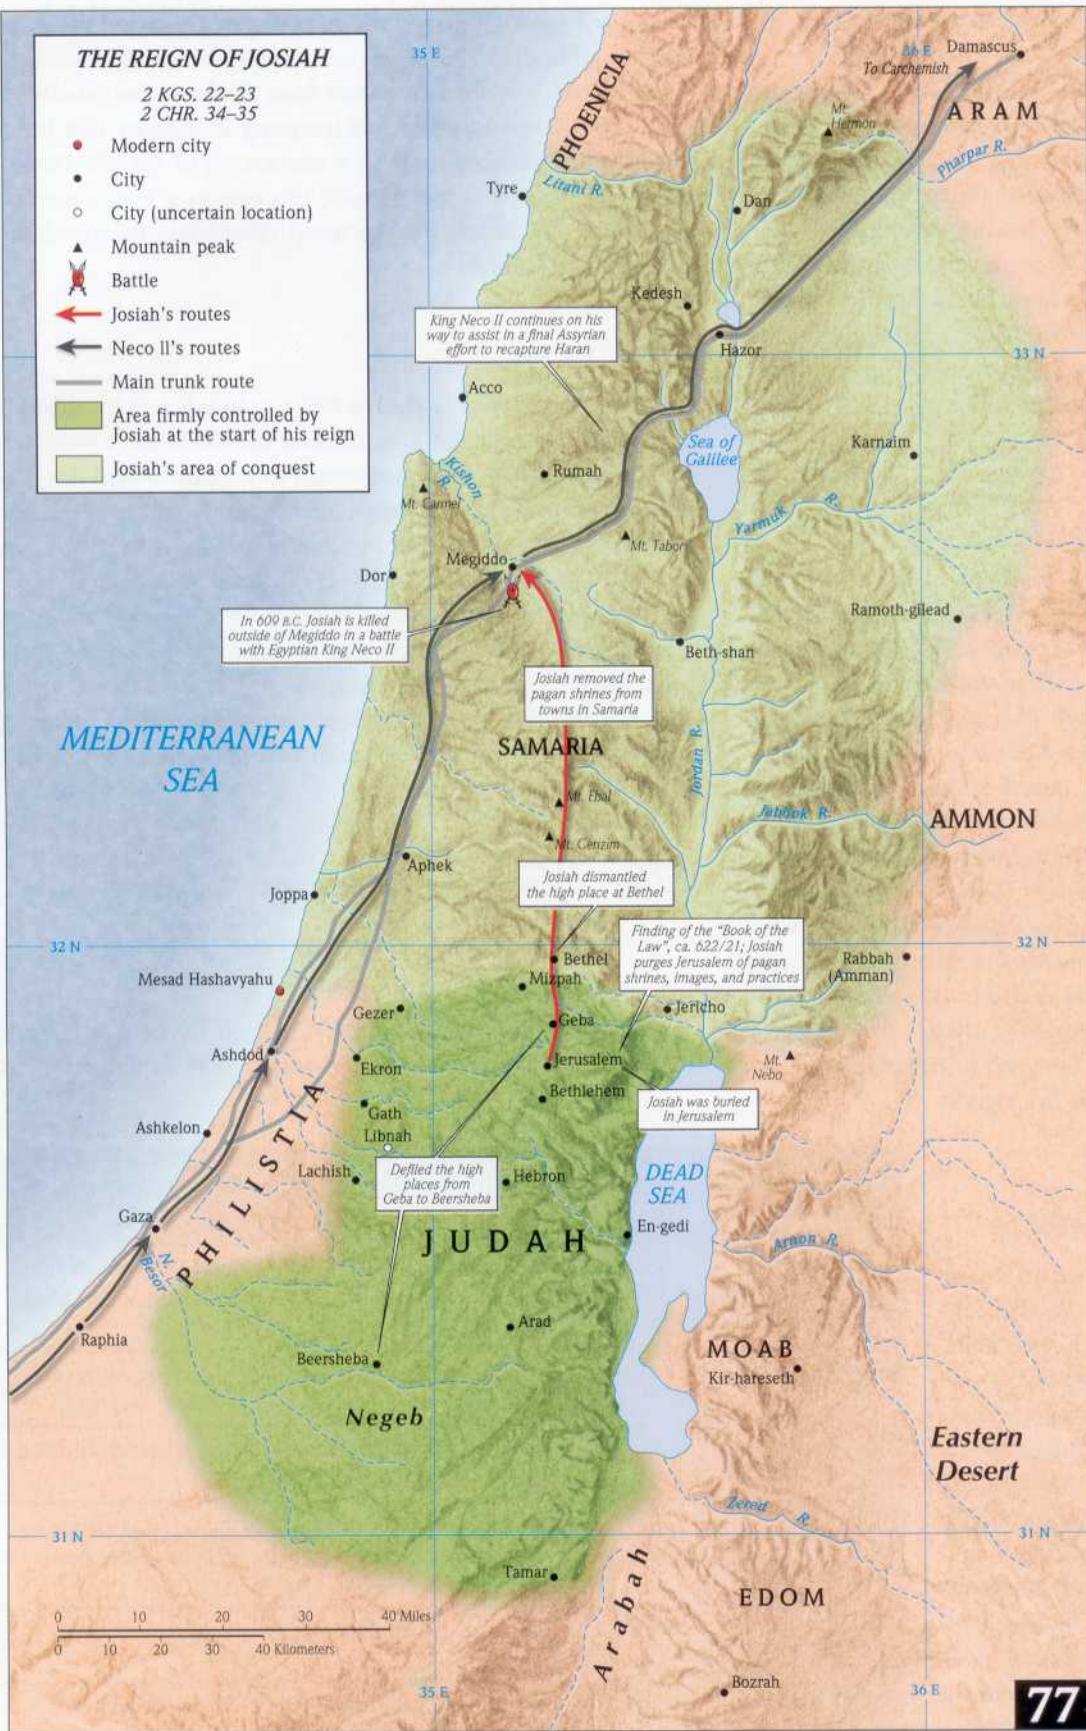 THE REIGN OF JOSIAH
2 KGS. 22–23
2 CHR. 34–35
Modern city
City
City (uncertain location)
Mountain peak
Battle
Josiah's routes
Neco II's routes
Main trunk route
Area firmly controlled by
Josiah at the start of his reign
Josiah's area of conquest
35 E
36 E
Damascus
To Carchemish
PHOENICIA
ARAM
Mt.
Hermon
Pharpar R.
Litani R.
Tyre
Dan
Kedesh
King Neco II continues on his
way to assist in a final Assyrian
effort to recapture Haran
Hazor
33 N
Acco
Sea of
Galilee
Karnaim
Kishon
R.
Rumah
Mt. Carmel
Yarmuk
R.
Mt. Tabor
Megiddo
Dor
Ramoth-gilead
In 609 B.C. Josiah is killed
outside of Megiddo in a battle
with Egyptian King Neco II
Beth-shan
Josiah removed the
pagan shrines from
towns in Samaria
MEDITERRANEAN
SEA
SAMARIA
Jordan R.
Mt. Ebal
Jabbok R.
AMMON
Mt. Gerizim
Aphek
Josiah dismantled
the high place at Bethel
Joppa
Finding of the "Book of the
Law", ca. 622/21; Josiah
purges Jerusalem of pagan
shrines, images, and practices
32 N
32 N
Bethel
Rabbah
(Amman)
Mesad Hashavyahu
Mizpah
Gezer
Jericho
Geba
Ashdod
Ekron
Jerusalem
Mt.
Nebo
Bethlehem
Gath
Josiah was buried
in Jerusalem
Ashkelon
Libnah
PHILISTIA
Lachish
Defiled the high
places from
Geba to Beersheba
Hebron
DEAD
SEA
Gaza
En-gedi
JUDAH
Arnon R.
N.
Besor
Raphia
Arad
MOAB
Beersheba
Kir-hareseth
Negeb
Eastern
Desert
Zered R.
31 N
31 N
Tamar
Arabah
EDOM
0 10 20 30 40 Miles
0 10 20 30 40 Kilometers
Bozrah
35 E
36 E
77